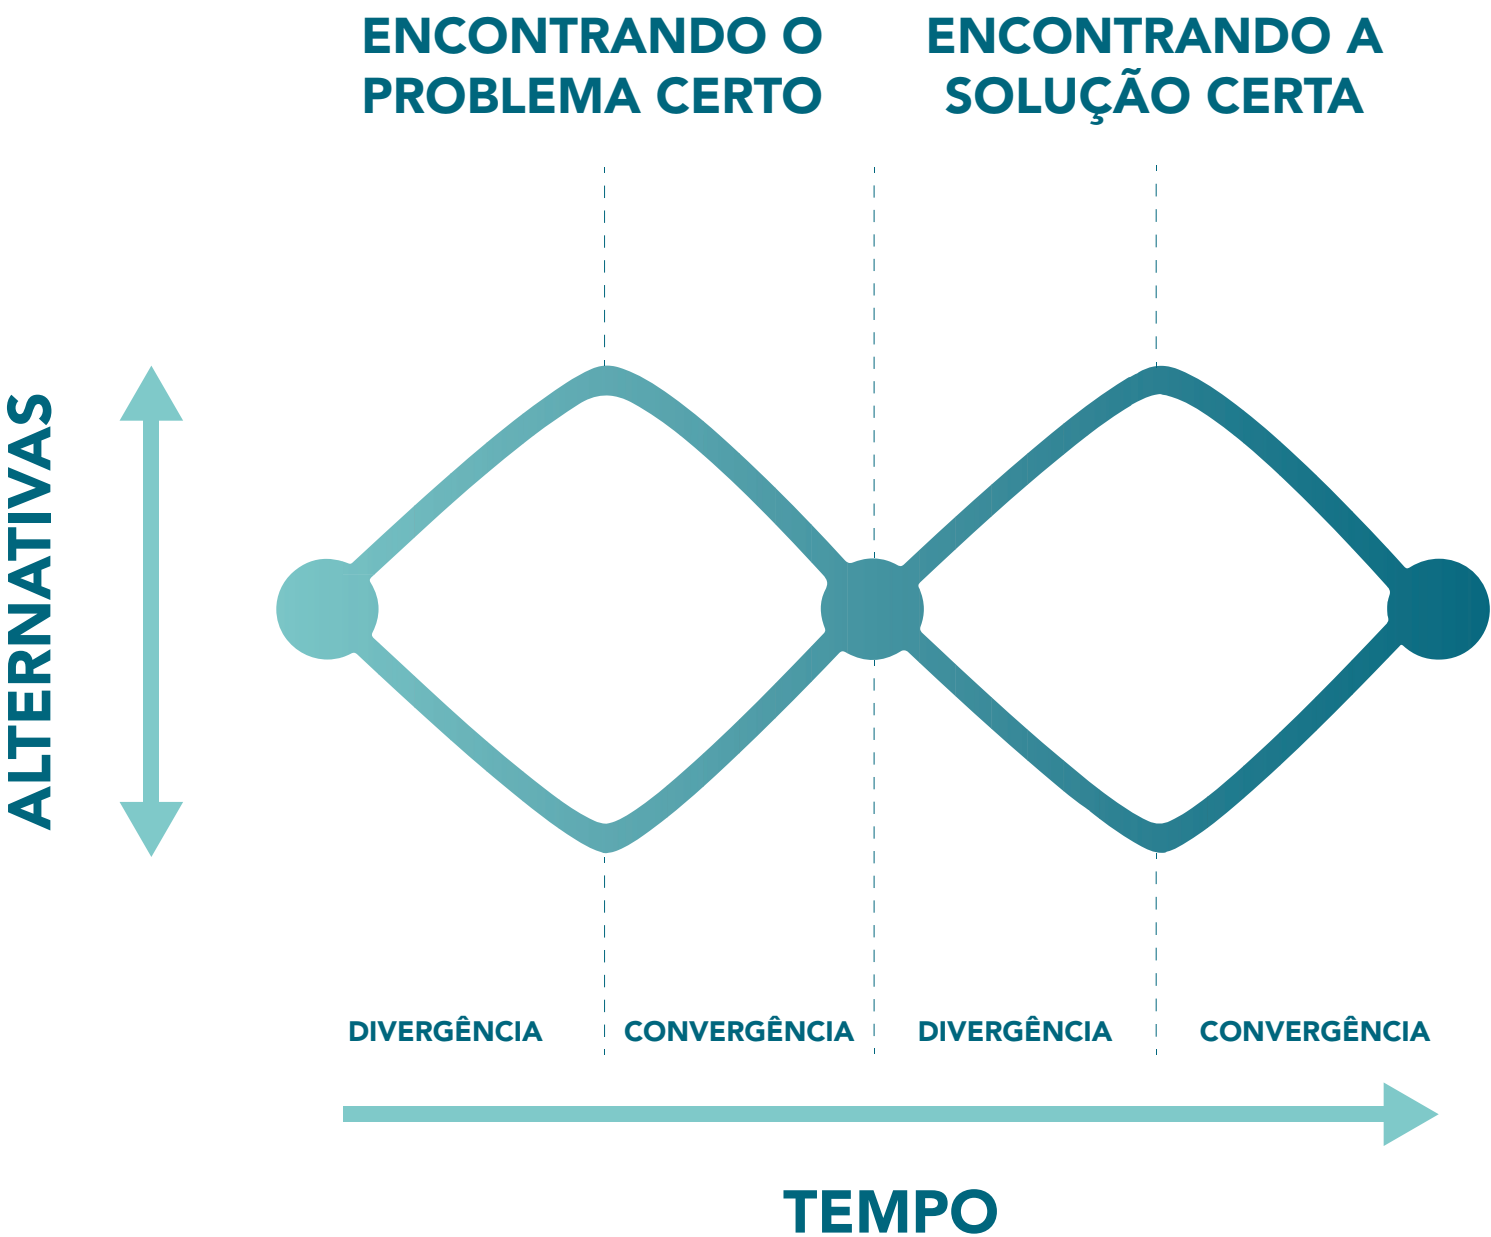 ENCONTRANDO O
PROBLEMA CERTO
ENCONTRANDO A
SOLUÇÃO CERTA
ALTERNATIVAS
DIVERGÊNCIA
CONVERGÊNCIA
DIVERGÊNCIA
CONVERGÊNCIA
TEMPO